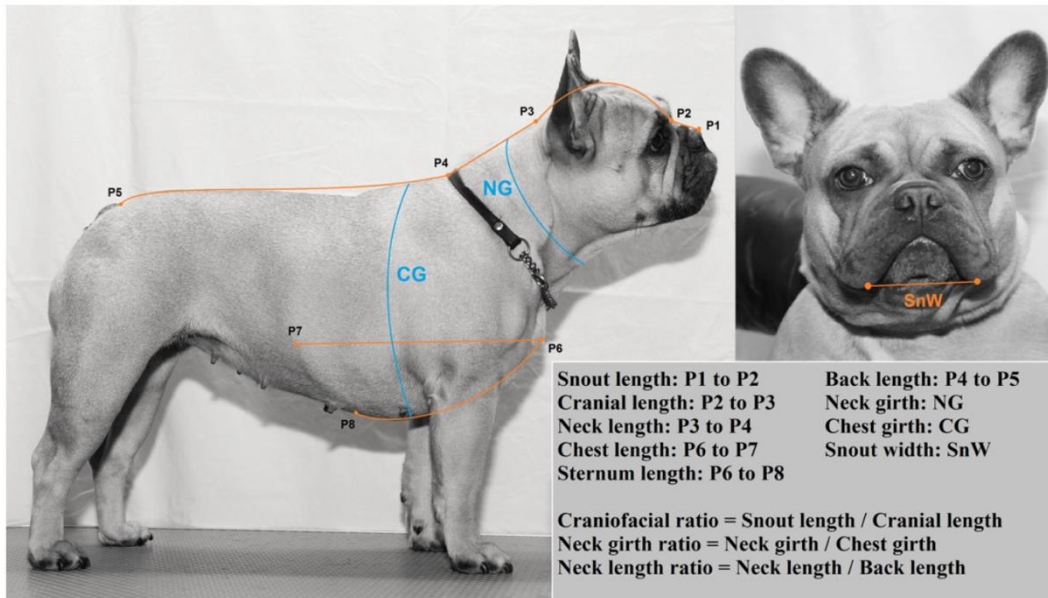 P1
P2
P3
P4
P5
NG
CG
P7
P6
P8
SnW
Snout length: P1 to P2
Cranial length: P2 to P3
Neck length: P3 to P4
Chest length: P6 to P7
Sternum length: P6 to P8
Back length: P4 to P5
Neck girth: NG
Chest girth: CG
Snout width: SnW
Craniofacial ratio = Snout length / Cranial length
Neck girth ratio = Neck girth / Chest girth
Neck length ratio = Neck length / Back length